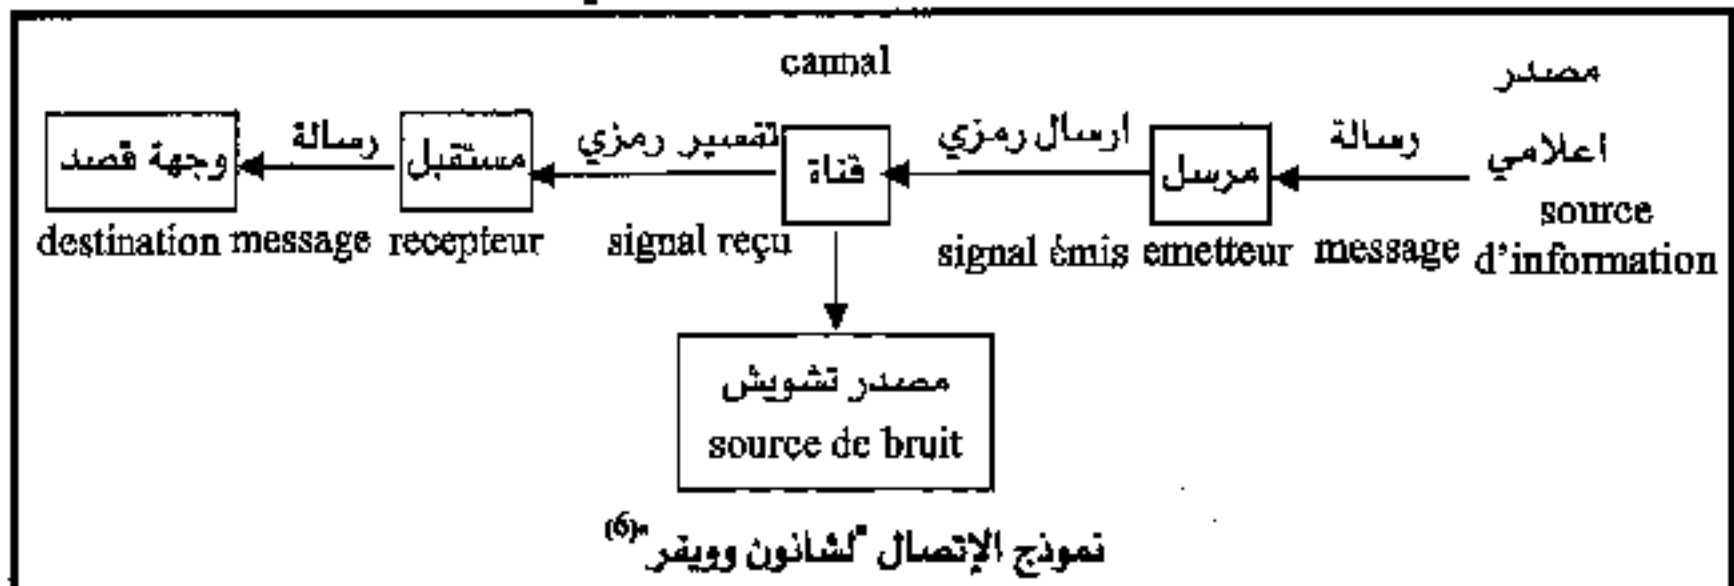 cannal
مصدر
اعلامي
رسالة
مرسل
ارسال رمزي
قناة
تفسير رمزي
مستقبل
رسالة
وجهة قصد
source
d'information
message
emetteur
signal émis
signal reçu
recepteur
message
destination
مصدر تشويش
source de bruit
نموذج الإتصال "لشانون وويفر"(6)